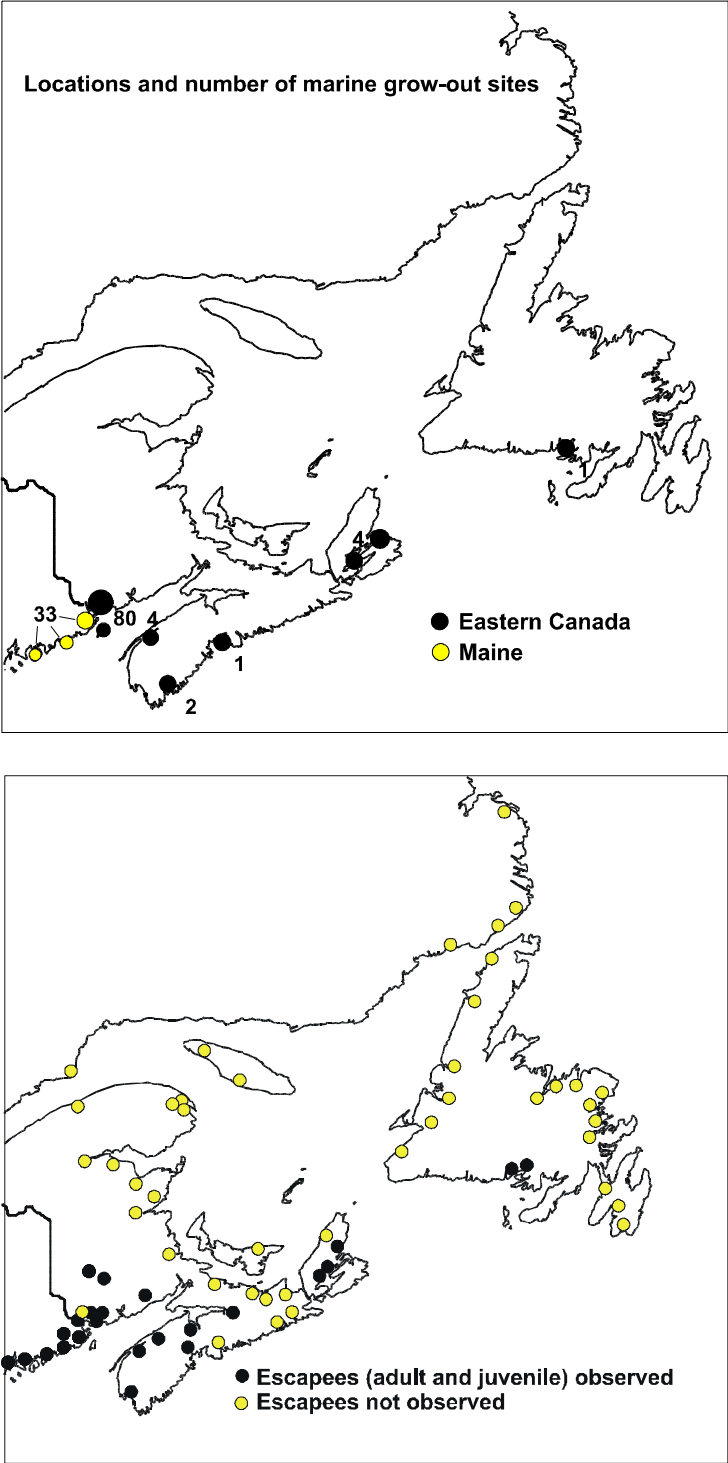 Locations and number of marine grow-out sites
1
4
33
80
4
1
2
Eastern Canada
Maine
Escapees (adult and juvenile) observed
Escapees not observed